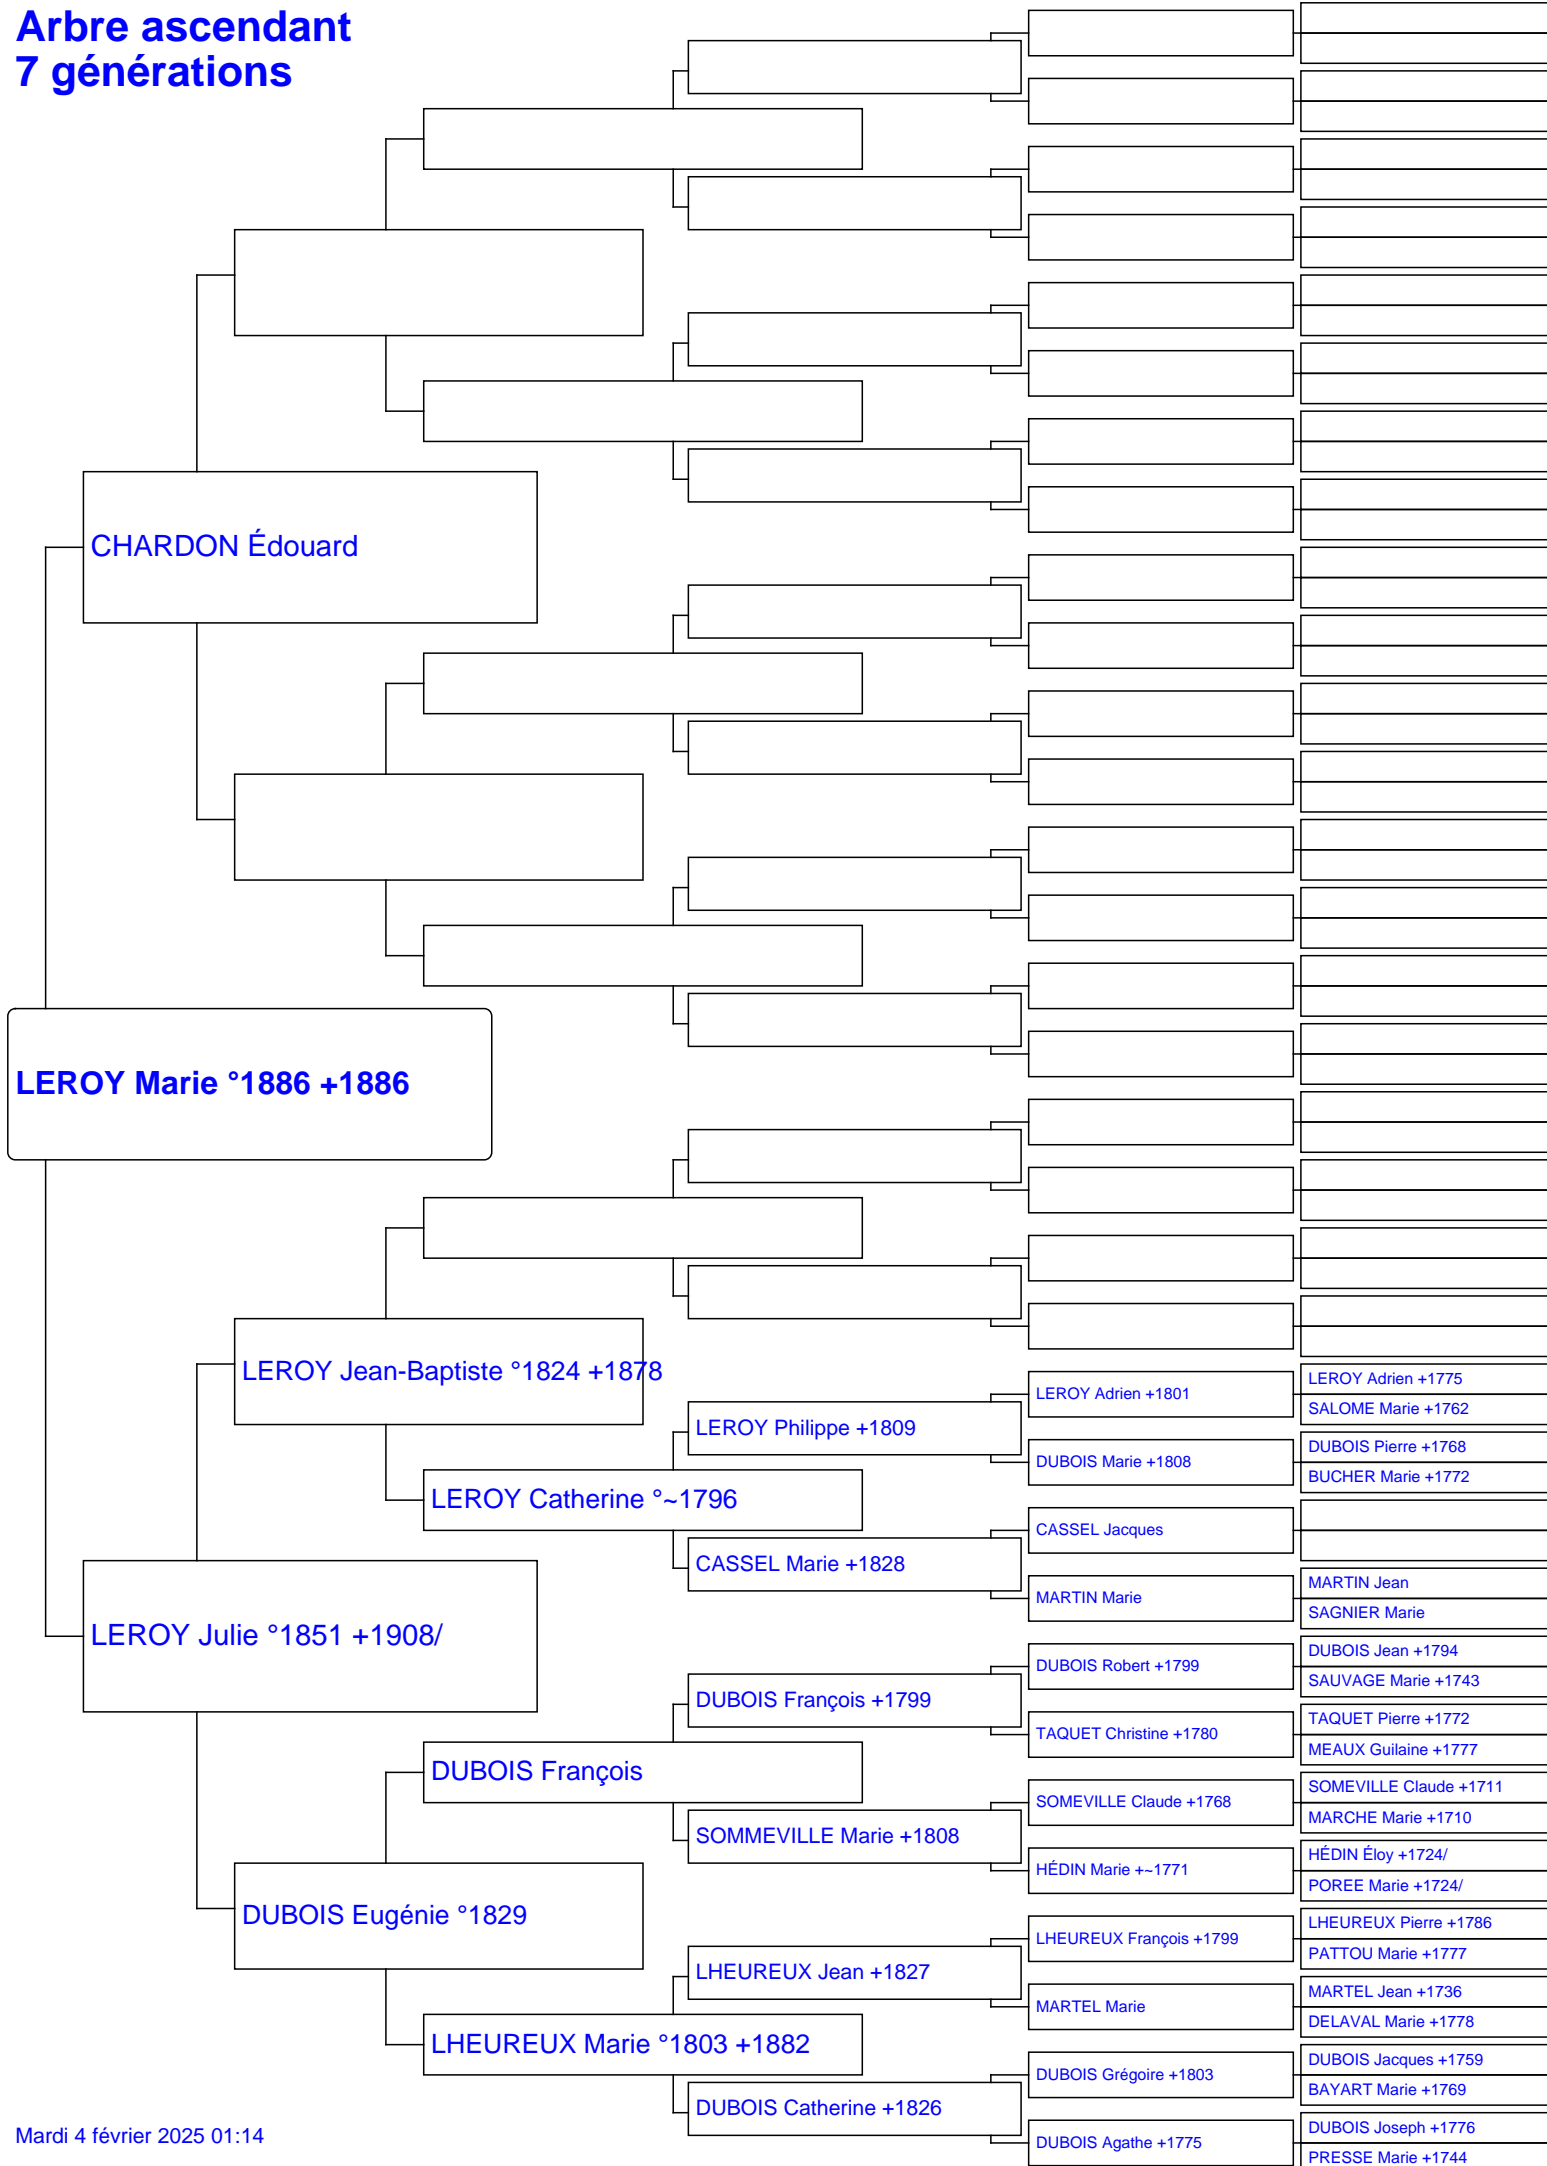 Arbre ascendant
7 générations
CHARDON Édouard
LEROY Marie °1886 +1886
LEROY Jean-Baptiste °1824 +1878
LEROY Adrien +1801
LEROY Adrien +1775
SALOME Marie +1762
LEROY Philippe +1809
DUBOIS Marie +1808
DUBOIS Pierre +1768
BUCHER Marie +1772
LEROY Catherine °~1796
CASSEL Jacques
CASSEL Marie +1828
MARTIN Marie
MARTIN Jean
SAGNIER Marie
LEROY Julie °1851 +1908/
DUBOIS Robert +1799
DUBOIS Jean +1794
SAUVAGE Marie +1743
DUBOIS François +1799
TAQUET Christine +1780
TAQUET Pierre +1772
MEAUX Guilaine +1777
DUBOIS François
SOMEVILLE Claude +1768
SOMEVILLE Claude +1711
MARCHE Marie +1710
SOMMEVILLE Marie +1808
HÉDIN Marie +~1771
HÉDIN Éloy +1724/
POREE Marie +1724/
DUBOIS Eugénie °1829
LHEUREUX François +1799
LHEUREUX Pierre +1786
PATTOU Marie +1777
LHEUREUX Jean +1827
MARTEL Marie
MARTEL Jean +1736
DELAVAL Marie +1778
LHEUREUX Marie °1803 +1882
DUBOIS Grégoire +1803
DUBOIS Jacques +1759
BAYART Marie +1769
DUBOIS Catherine +1826
DUBOIS Agathe +1775
DUBOIS Joseph +1776
PRESSE Marie +1744
Mardi 4 février 2025 01:14